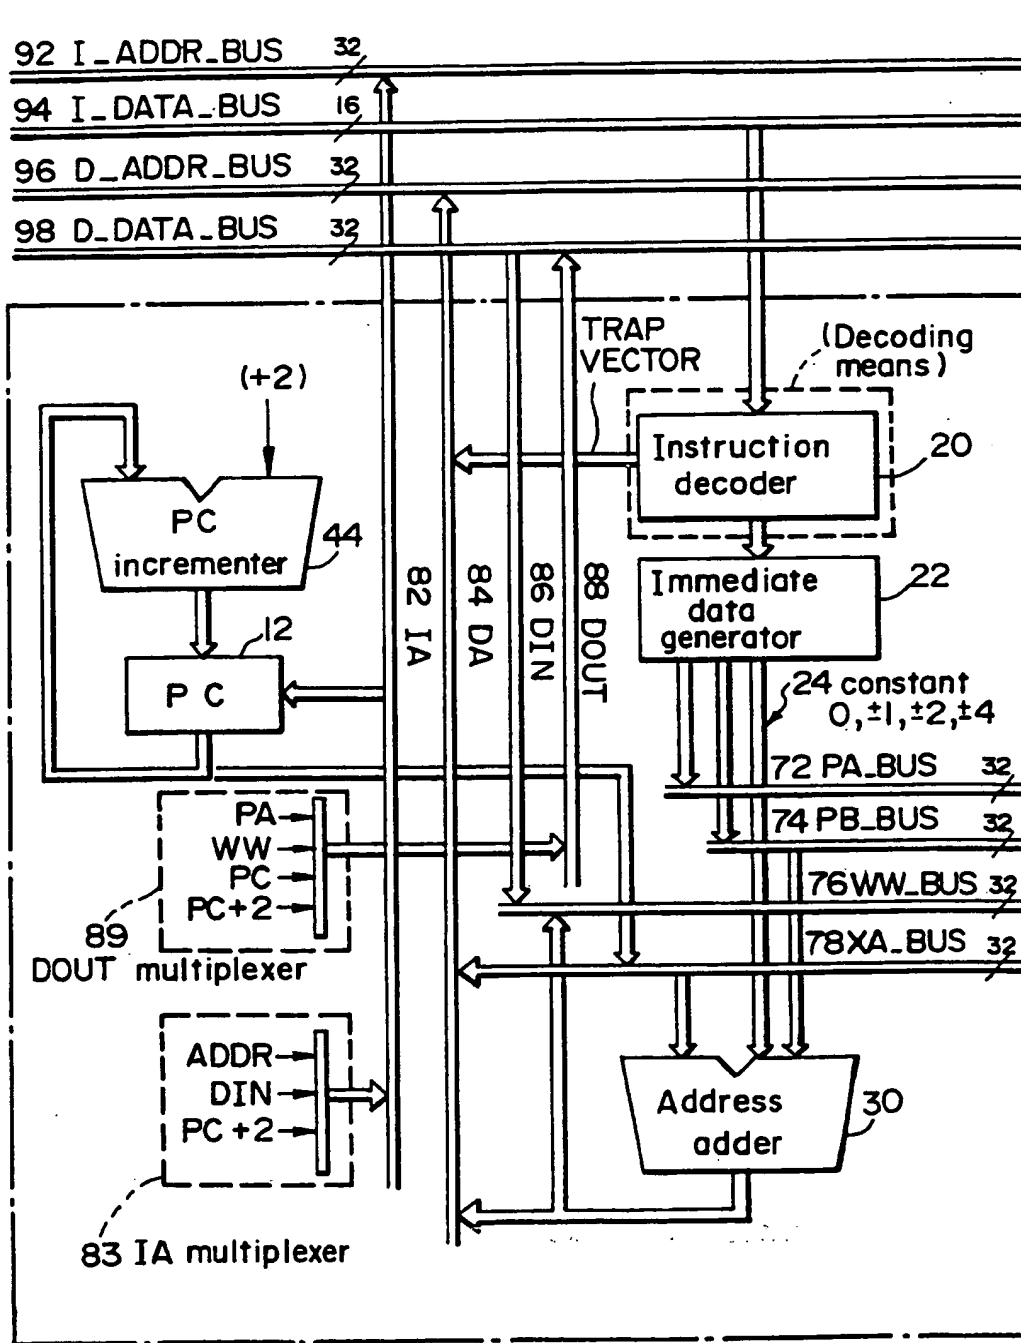 92 I_ADDR_BUS 32
94 I_DATA_BUS 16
96 D_ADDR_BUS 32
98 D_DATA_BUS 32
TRAP
VECTOR
(Decoding
means)
(+2)
Instruction
decoder
20
PC
incrementer
44
82 IA
84 DA
86 DIN
88 DOUT
Immediate
data
generator
22
12
PC
24 constant
0,±1,±2,±4
72 PA_BUS 32
74 PB_BUS 32
76WW_BUS 32
78XA_BUS 32
PA
WW
PC
PC+2
89
DOUT multiplexer
ADDR
DIN
PC+2
83 IA multiplexer
Address
adder
30